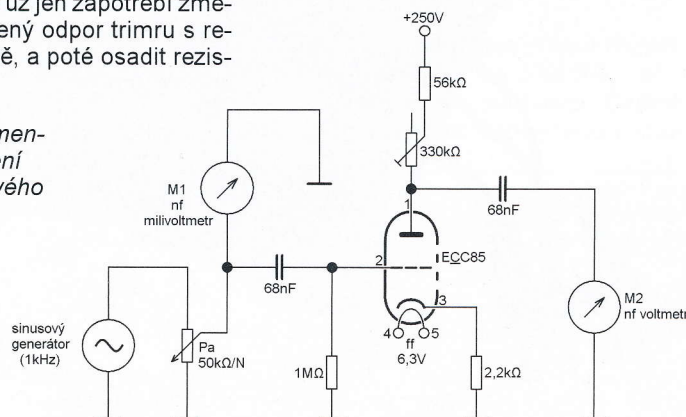 už jen zapotřebí změ-
ený odpor trimru s re-
ě, a poté osadit rezis-
men-
ení
vého
+250V
56kΩ
330kΩ
M1
nf
milivoltmetr
68nF
1
2
ECC85
3
4
5
ff
6,3V
68nF
M2
nf voltmetr
sinusový
generátor
(1kHz)
Pa
50kΩ/N
1MΩ
2,2kΩ